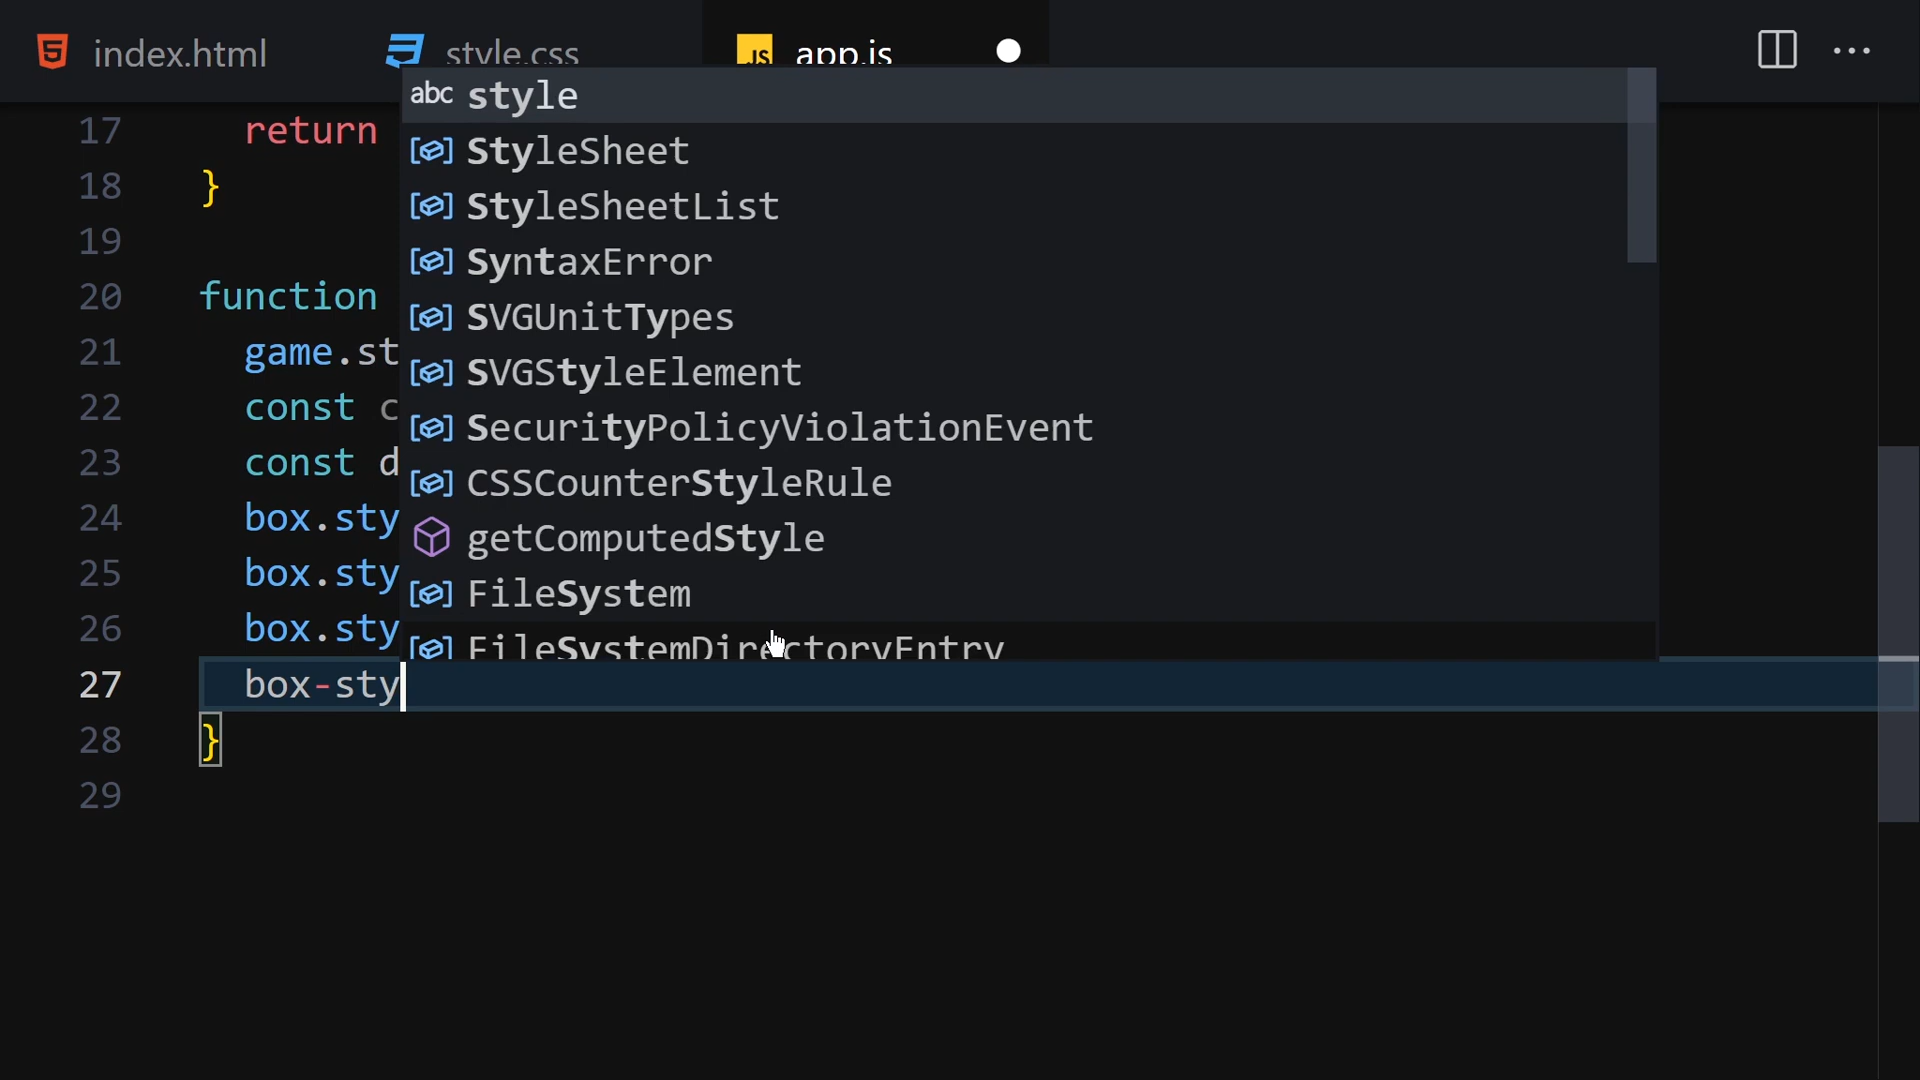 index.html style.css app.js
abc style
17 return
StyleSheet
18 }
StyleSheetList
19
SyntaxError
20 function
SVGUnitTypes
21 game.st
SVGStyleElement
22 const c
SecurityPolicyViolationEvent
23 const d
CSSCounterStyleRule
24 box.sty
getComputedStyle
25 box.sty
FileSystem
26 box.sty
FileSystemDirectoryEntry
27 box-sty
28 }
29